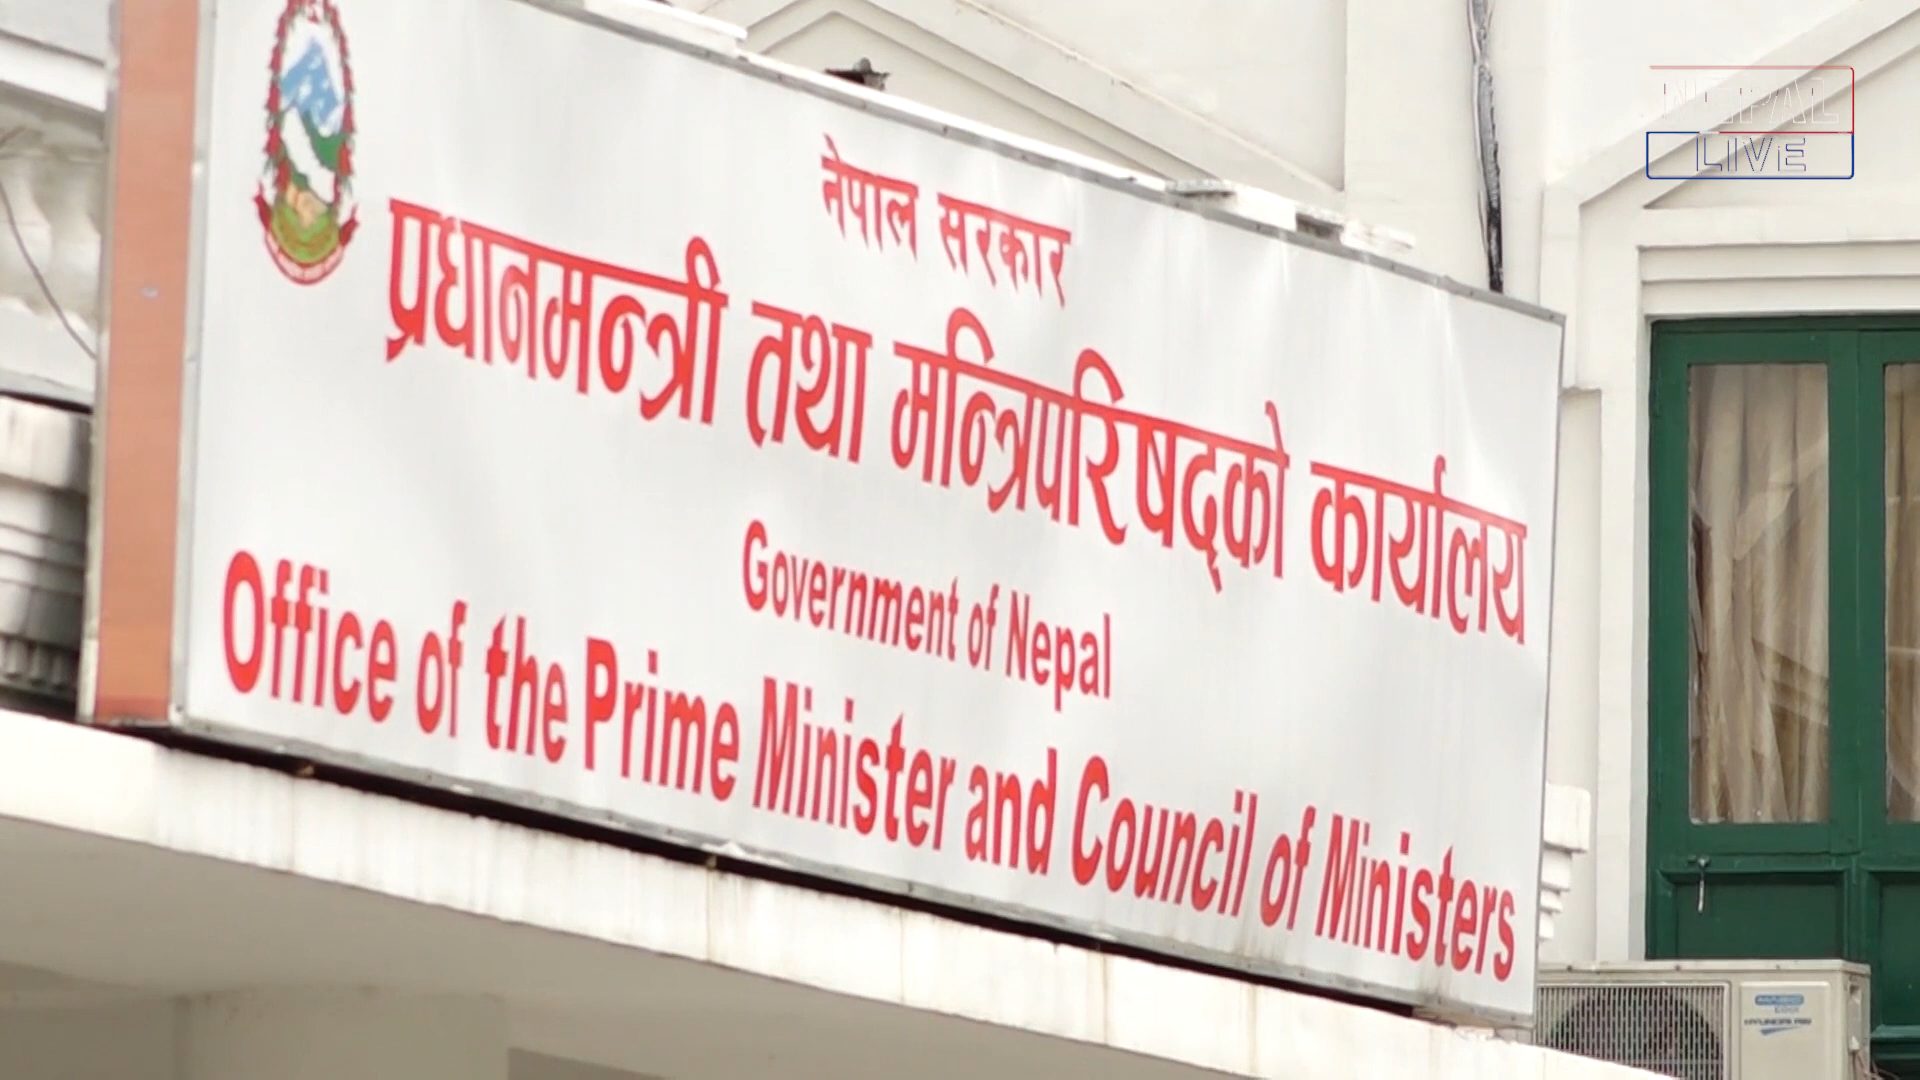 नेपाल सरकार
प्रधानमन्त्री तथा मन्त्रिपरिषद्को कार्यालय
Government of Nepal
Office of the Prime Minister and Council of Ministers
NEPAL
LIVE